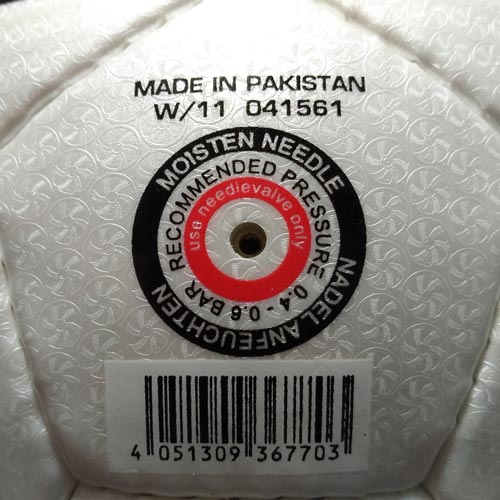 MADE IN PAKISTAN
W/11 041561
MOISTEN NEEDLE
RECOMMENDED PRESSURE 0.4 - 0.6 BAR
use needlevalve only
NADEL ANFEUCHTEN
4 051309 367703